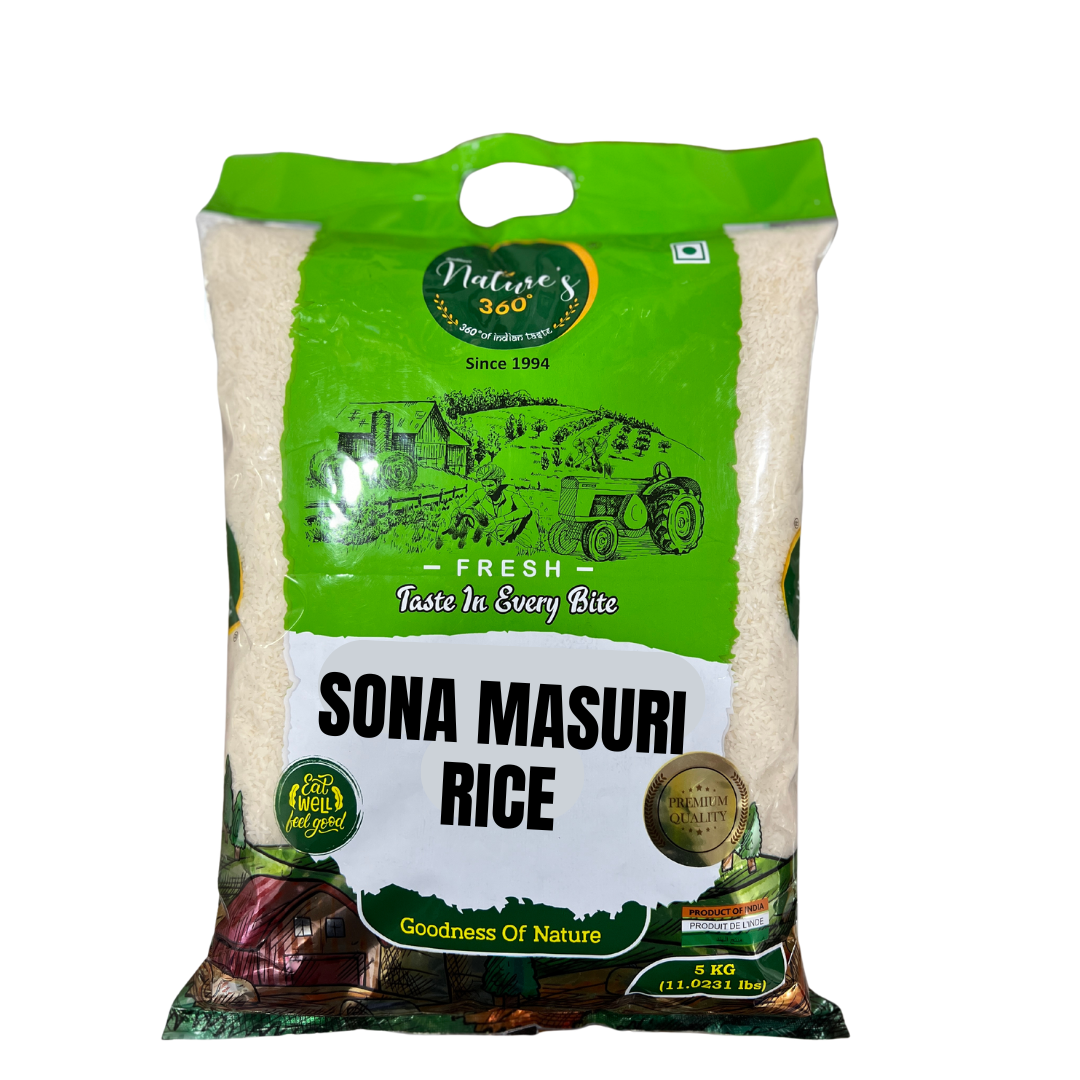 Nature's
360°
360° of indian taste
Since 1994
FRESH
Taste In Every Bite
SONA MASURI
RICE
Eat
WELL
feel good
PREMIUM
QUALITY
Goodness Of Nature
PRODUCT OF INDIA
PRODUIT DE L'INDE
5 KG
(11.0231 lbs)